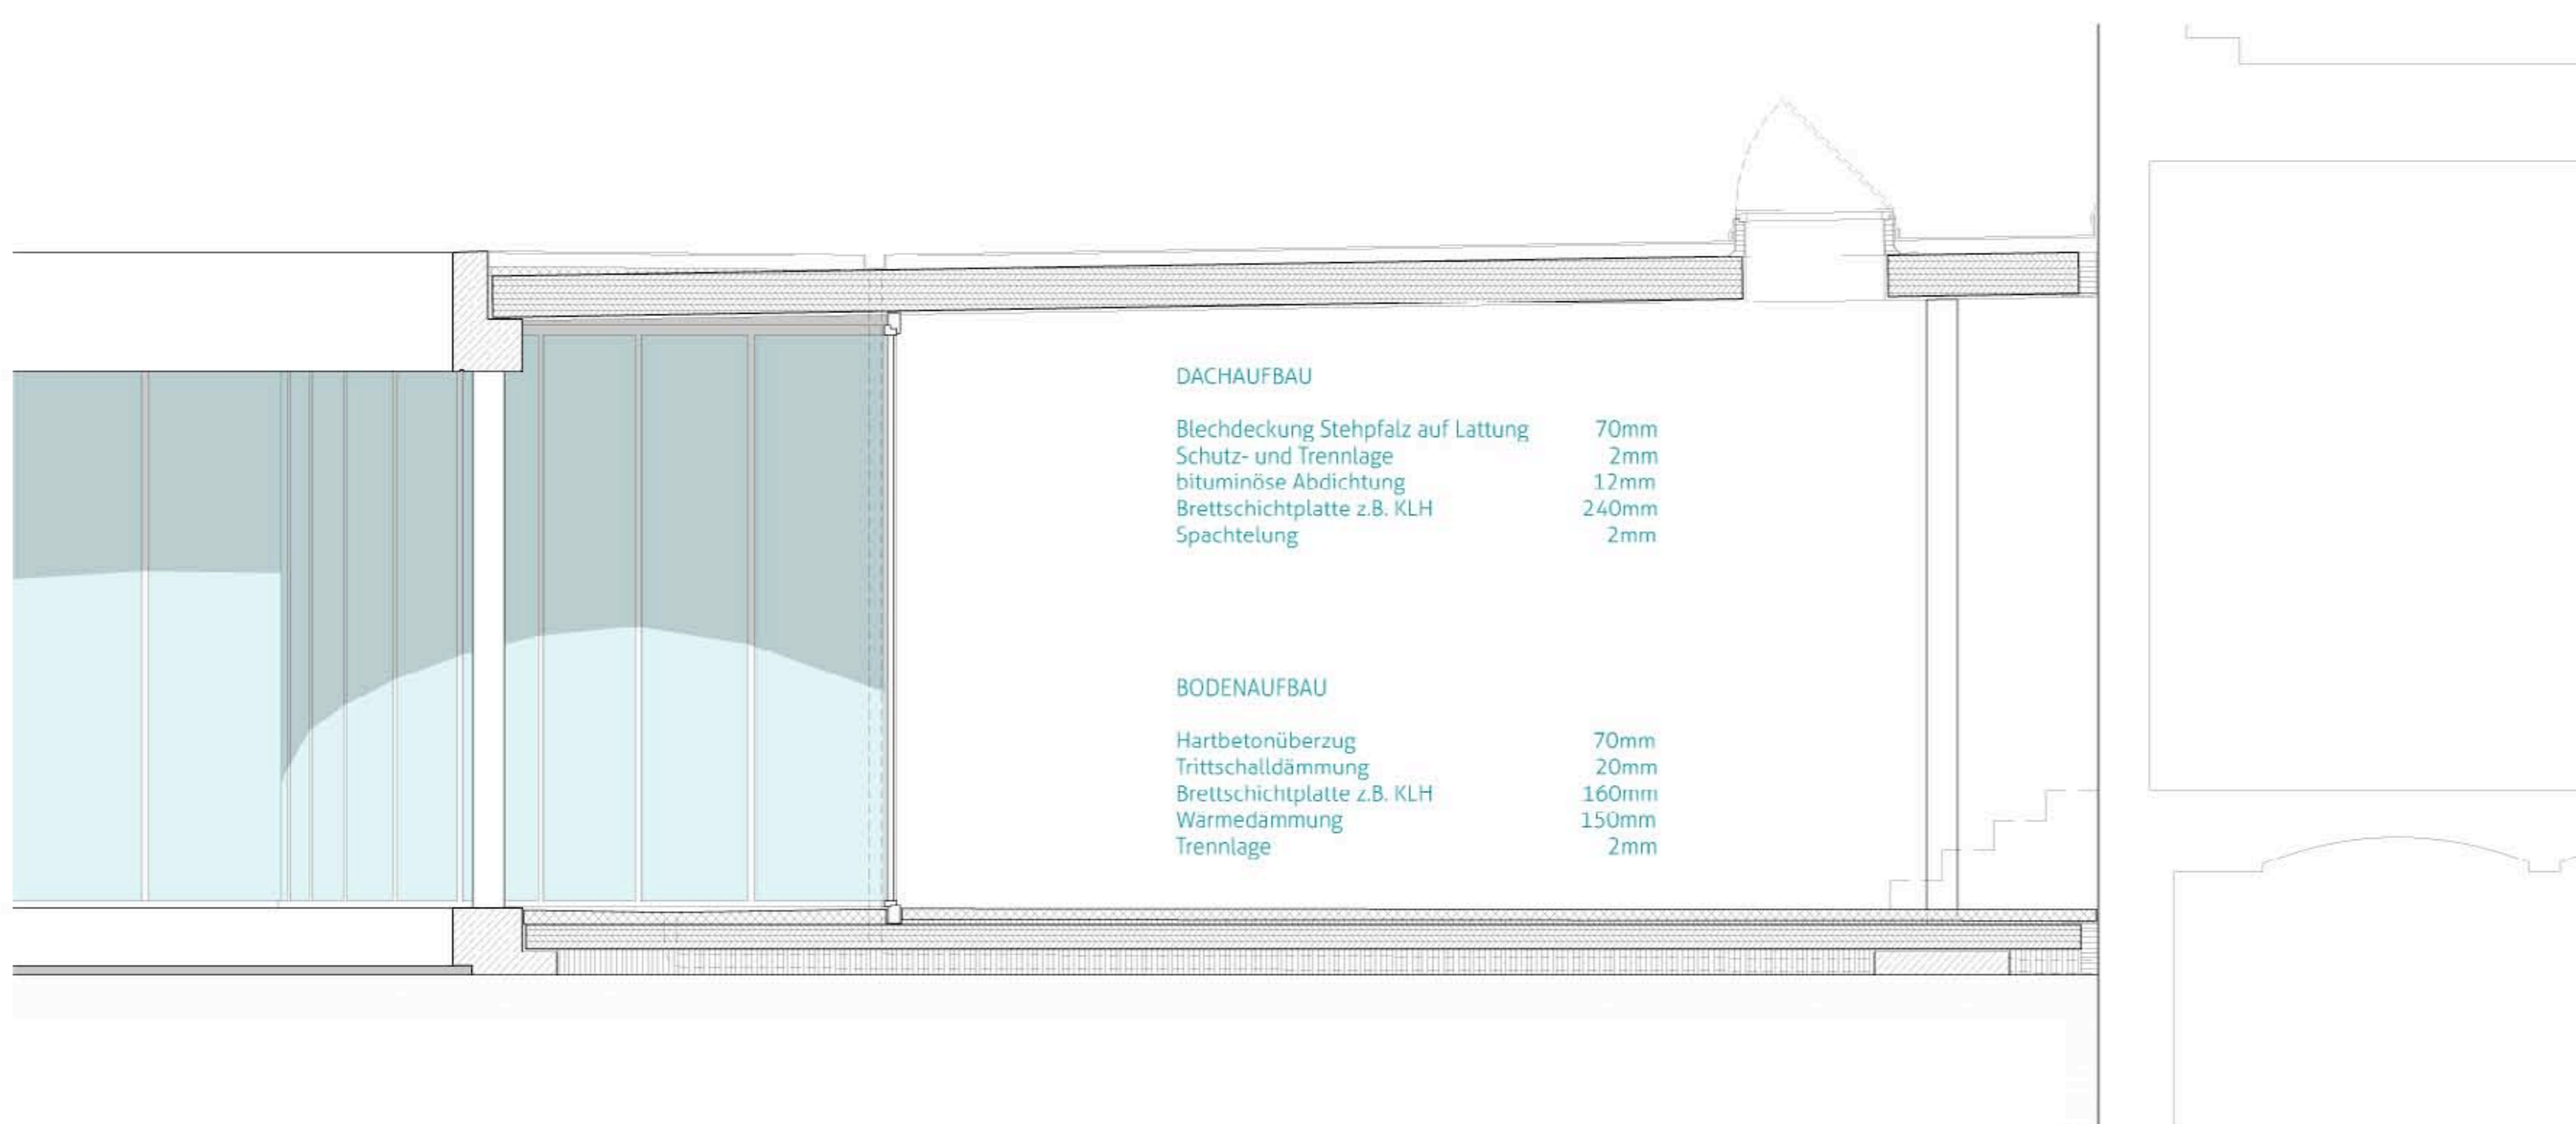 DACHAUFBAU
Blechdeckung Stehpfalz auf Lattung 70mm
Schutz- und Trennlage 2mm
bituminöse Abdichtung 12mm
Brettschichtplatte z.B. KLH 240mm
Spachtelung 2mm
BODENAUFBAU
Hartbetonüberzug 70mm
Trittschalldämmung 20mm
Brettschichtplatte z.B. KLH 160mm
Wärmedämmung 150mm
Trennlage 2mm